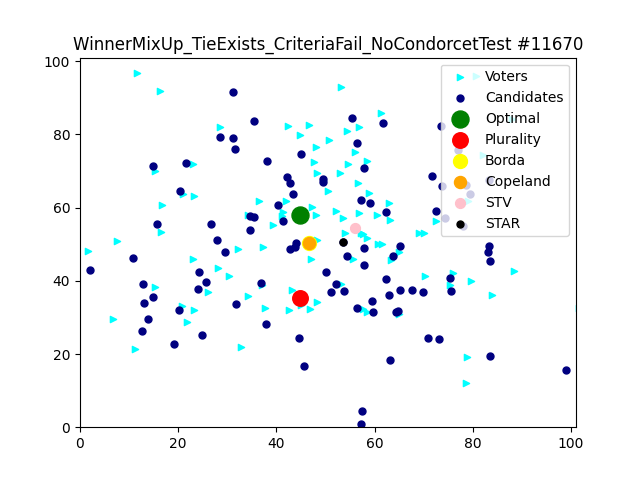 WinnerMixUp_TieExists_CriteriaFail_NoCondorcetTest #11670
100
80
60
40
20
0
0 20 40 60 80 100
Voters
Candidates
Optimal
Plurality
Borda
Copeland
STV
STAR